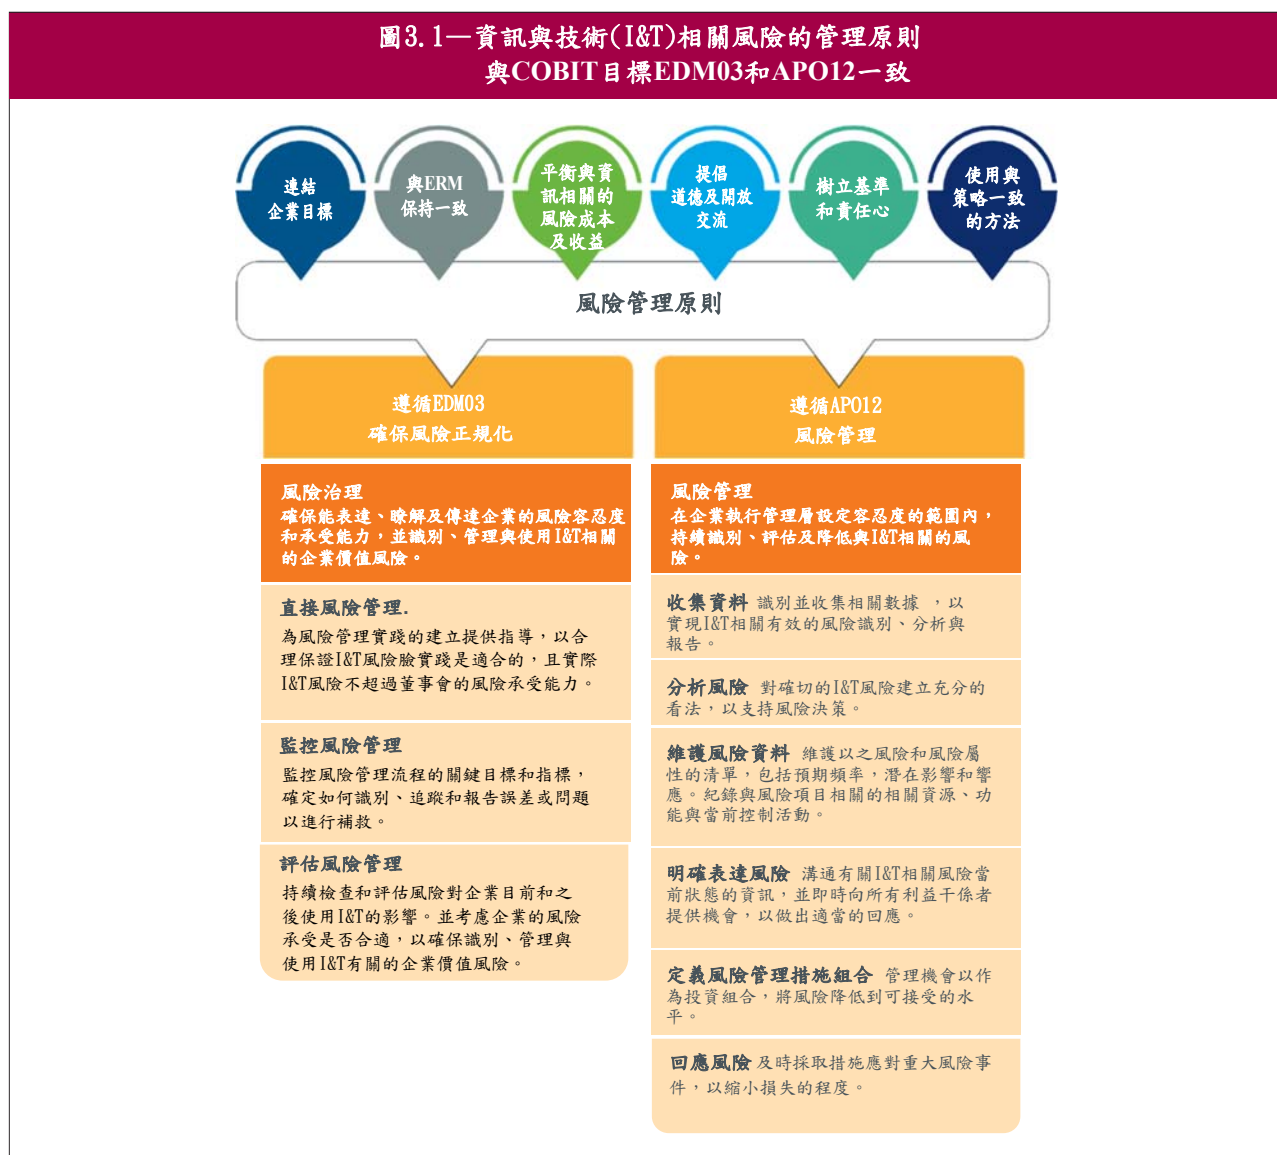 圖3.1—資訊與技術(I&T)相關風險的管理原則
與COBIT目標EDM03和APO12一致
連結
企業目標
與ERM
保持一致
平衡與資
訊相關的
風險成本
及收益
提倡
道德及開放
交流
樹立基準
和責任心
使用與
策略一致
的方法
風險管理原則
遵循EDM03
確保風險正規化
風險治理
確保能表達、瞭解及傳達企業的風險容忍度
和承受能力，並識別、管理與使用I&T相關
的企業價值風險。
直接風險管理.
為風險管理實踐的建立提供指導，以合
理保證I&T風險臉實踐是適合的，且實際
I&T風險不超過董事會的風險承受能力。
監控風險管理
監控風險管理流程的關鍵目標和指標，
確定如何識別、追蹤和報告誤差或問題
以進行補救。
評估風險管理
持續檢查和評估風險對企業目前和之
後使用I&T的影響。並考慮企業的風險
承受是否合適，以確保識別、管理與
使用I&T有關的企業價值風險。
遵循APO12
風險管理
風險管理
在企業執行管理層設定容忍度的範圍內，
持續識別、評估及降低與I&T相關的風
險。
收集資料 識別並收集相關數據 ，以
實現I&T相關有效的風險識別、分析與
報告。
分析風險 對確切的I&T風險建立充分的
看法，以支持風險決策。
維護風險資料 維護以之風險和風險屬
性的清單，包括預期頻率，潛在影響和響
應。紀錄與風險項目相關的相關資源、功
能與當前控制活動。
明確表達風險 溝通有關I&T相關風險當
前狀態的資訊，並即時向所有利益干係者
提供機會，以做出適當的回應。
定義風險管理措施組合 管理機會以作
為投資組合，將風險降低到可接受的水
平。
回應風險 及時採取措施應對重大風險事
件，以縮小損失的程度。